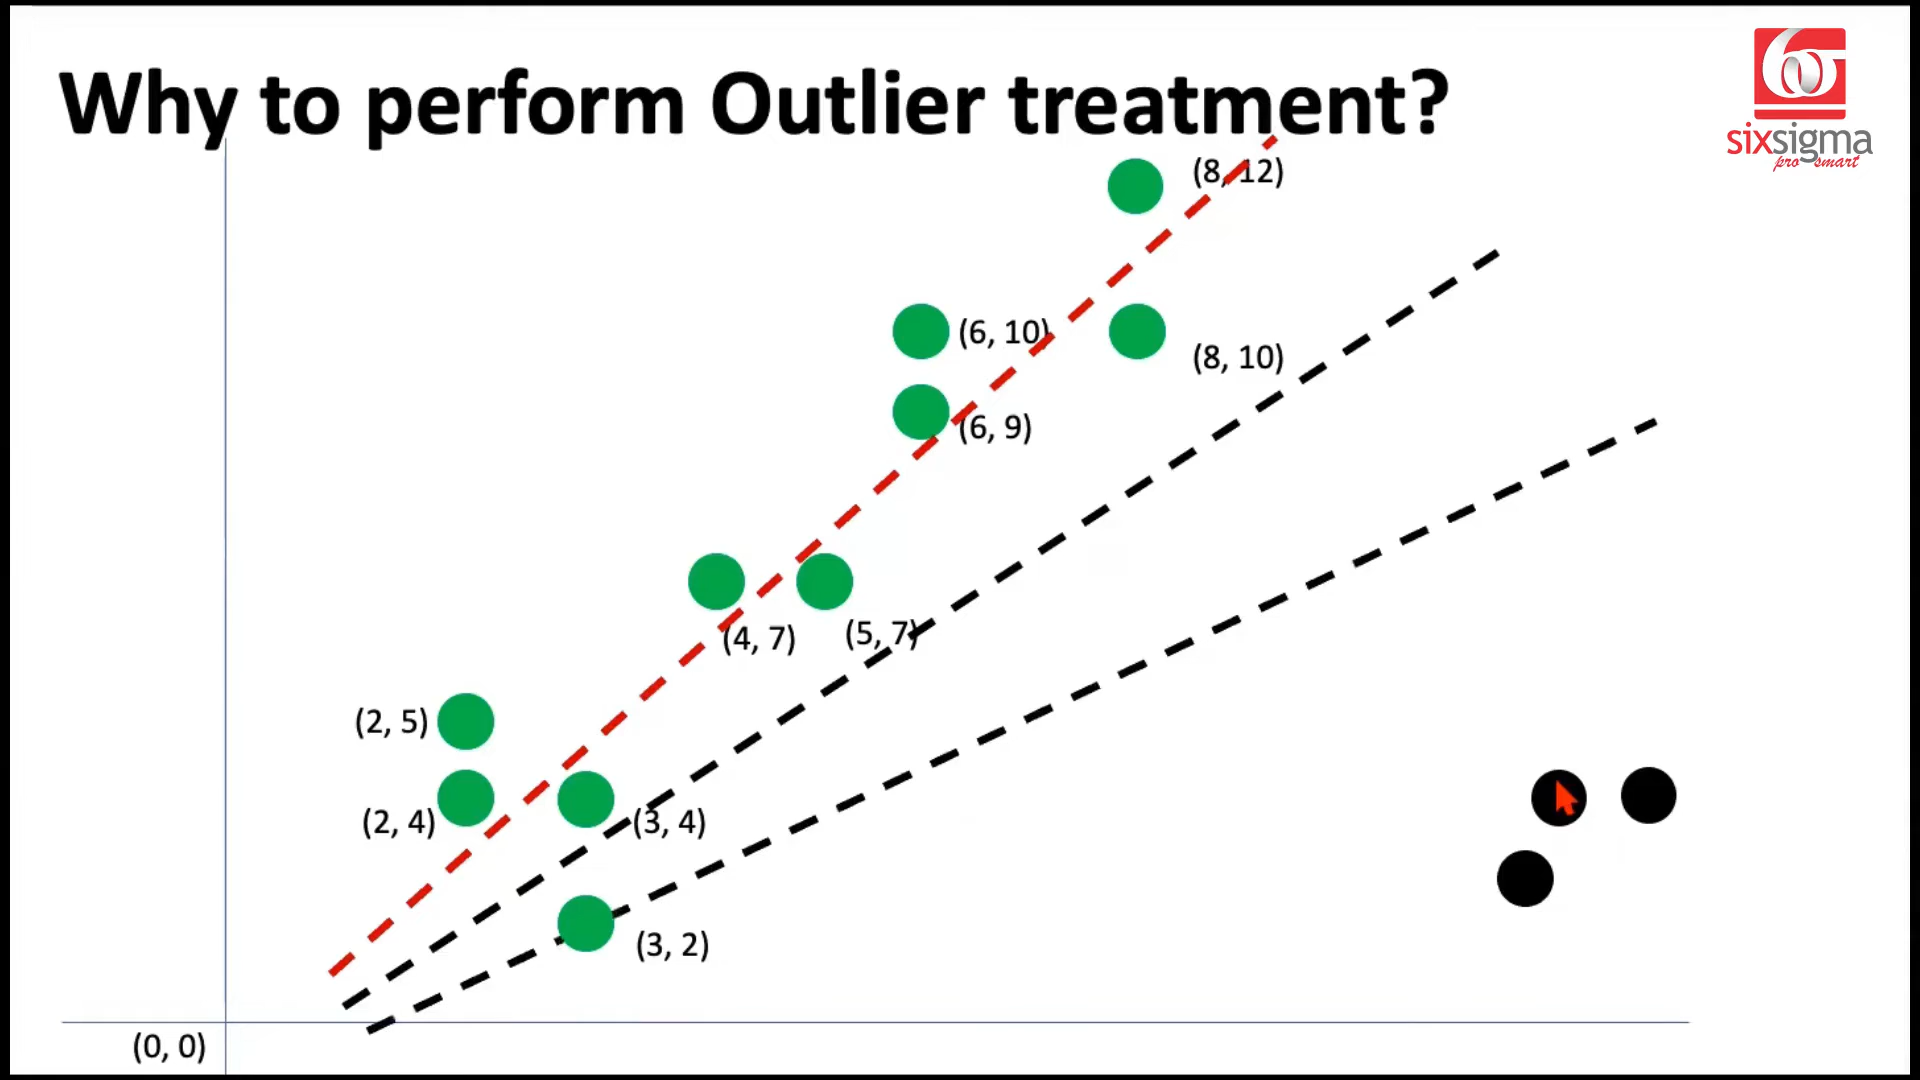 Why to perform Outlier treatment?
6σ
sixsigma
pro smart
(8, 12)
(6, 10)
(8, 10)
(6, 9)
(4, 7)
(5, 7)
(2, 5)
(2, 4)
(3, 4)
(3, 2)
(0, 0)